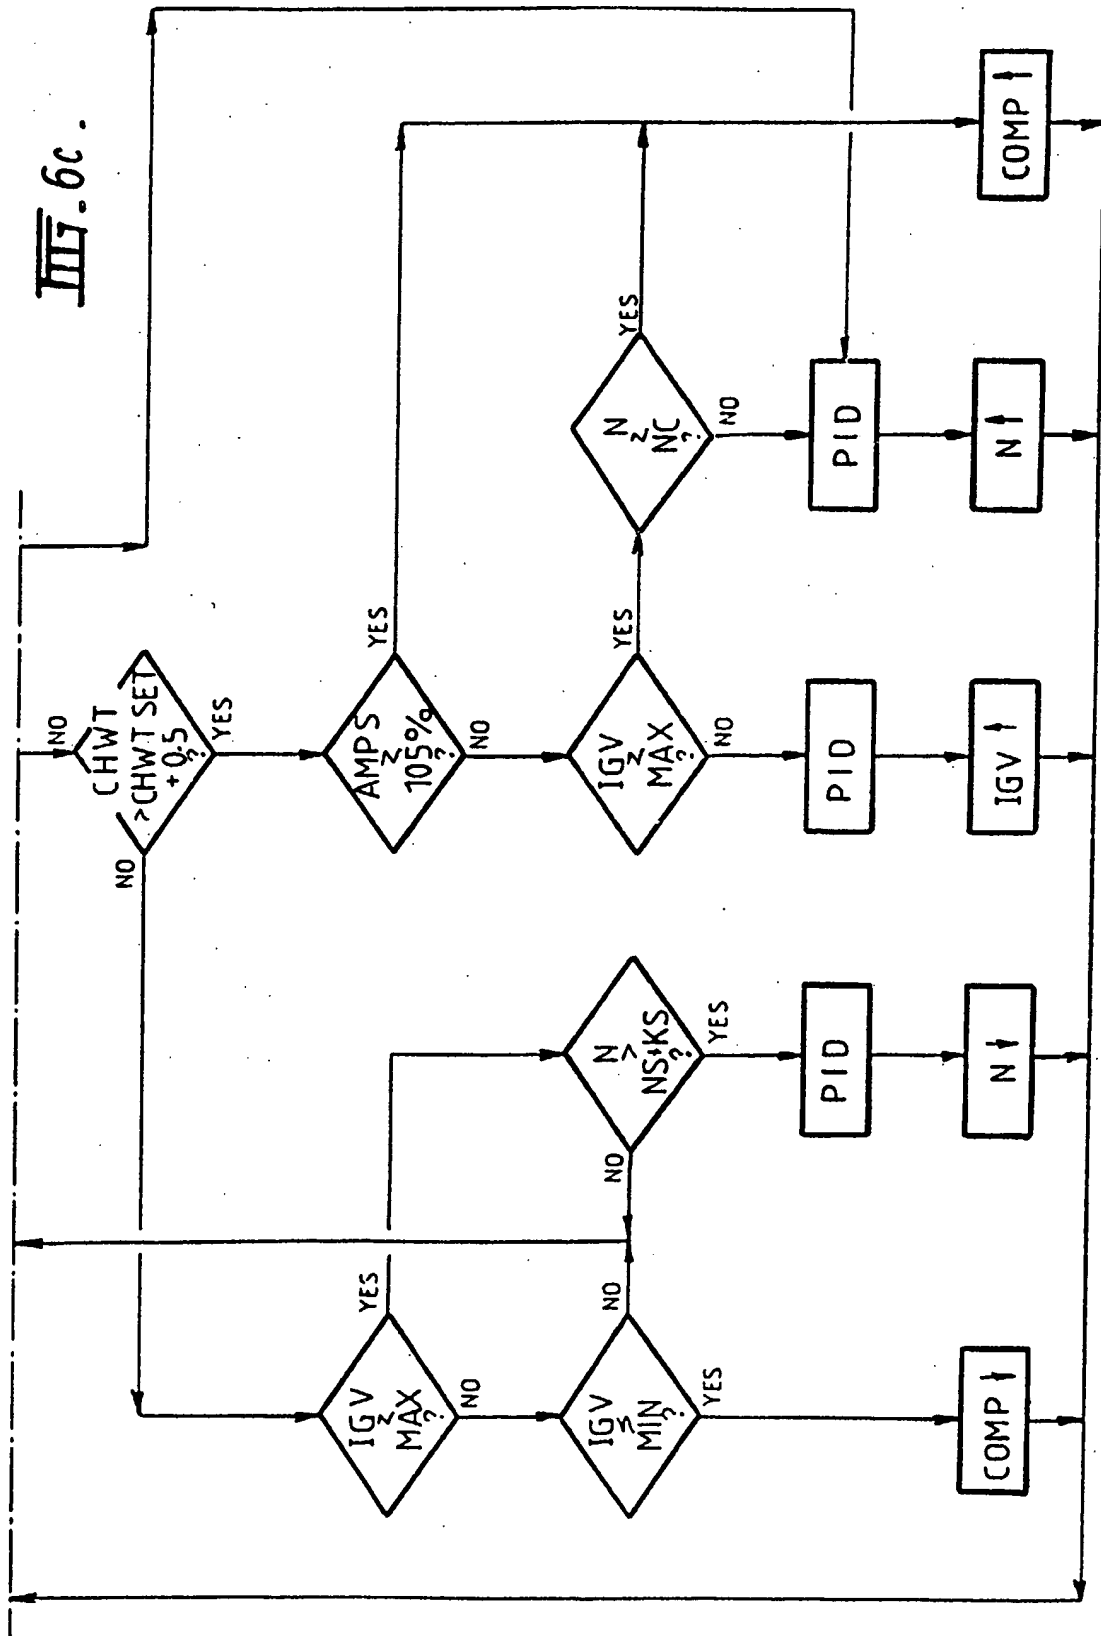 FIG.6c.
NO
CHWT
>CHWT SET
+0.5
?
NO
YES
AMPS
≥
105%
?
YES
NO
IGV
≥
MAX
?
YES
NO
N
≥
NC
?
YES
NO
PID
N↑
PID
IGV↑
COMP↑
IGV
≥
MAX
?
YES
NO
N
>
NS+KS
?
NO
YES
PID
N↓
IGV
≤
MIN
?
NO
YES
COMP↓